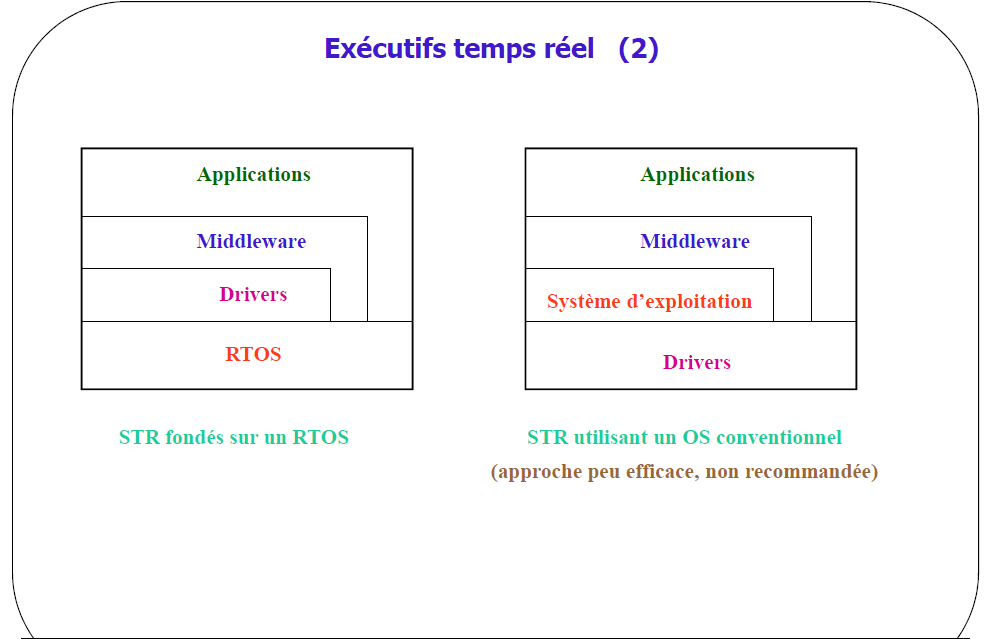 Exécutifs temps réel (2)
Applications
Middleware
Drivers
RTOS
STR fondés sur un RTOS
Applications
Middleware
Système d'exploitation
Drivers
STR utilisant un OS conventionnel
(approche peu efficace, non recommandée)